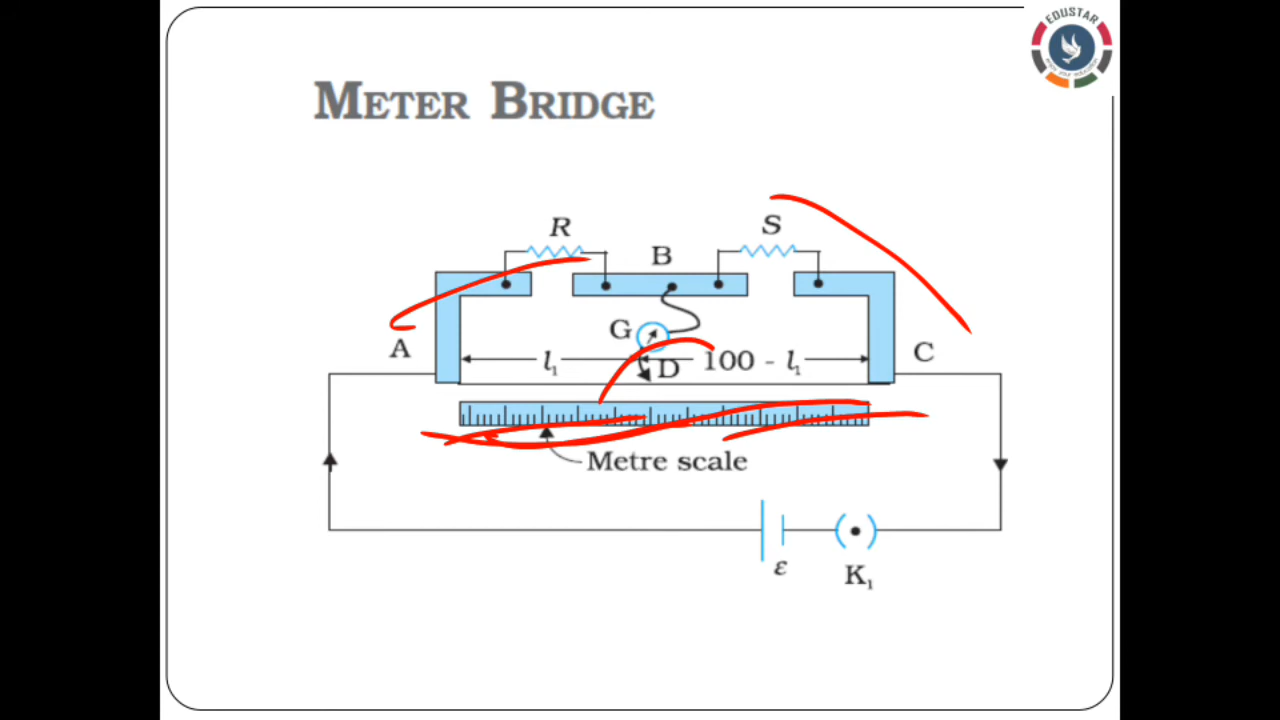 EDUSTAR
METER BRIDGE
R
S
B
G
A
l₁
D
100 - l₁
C
Metre scale
ε
K₁